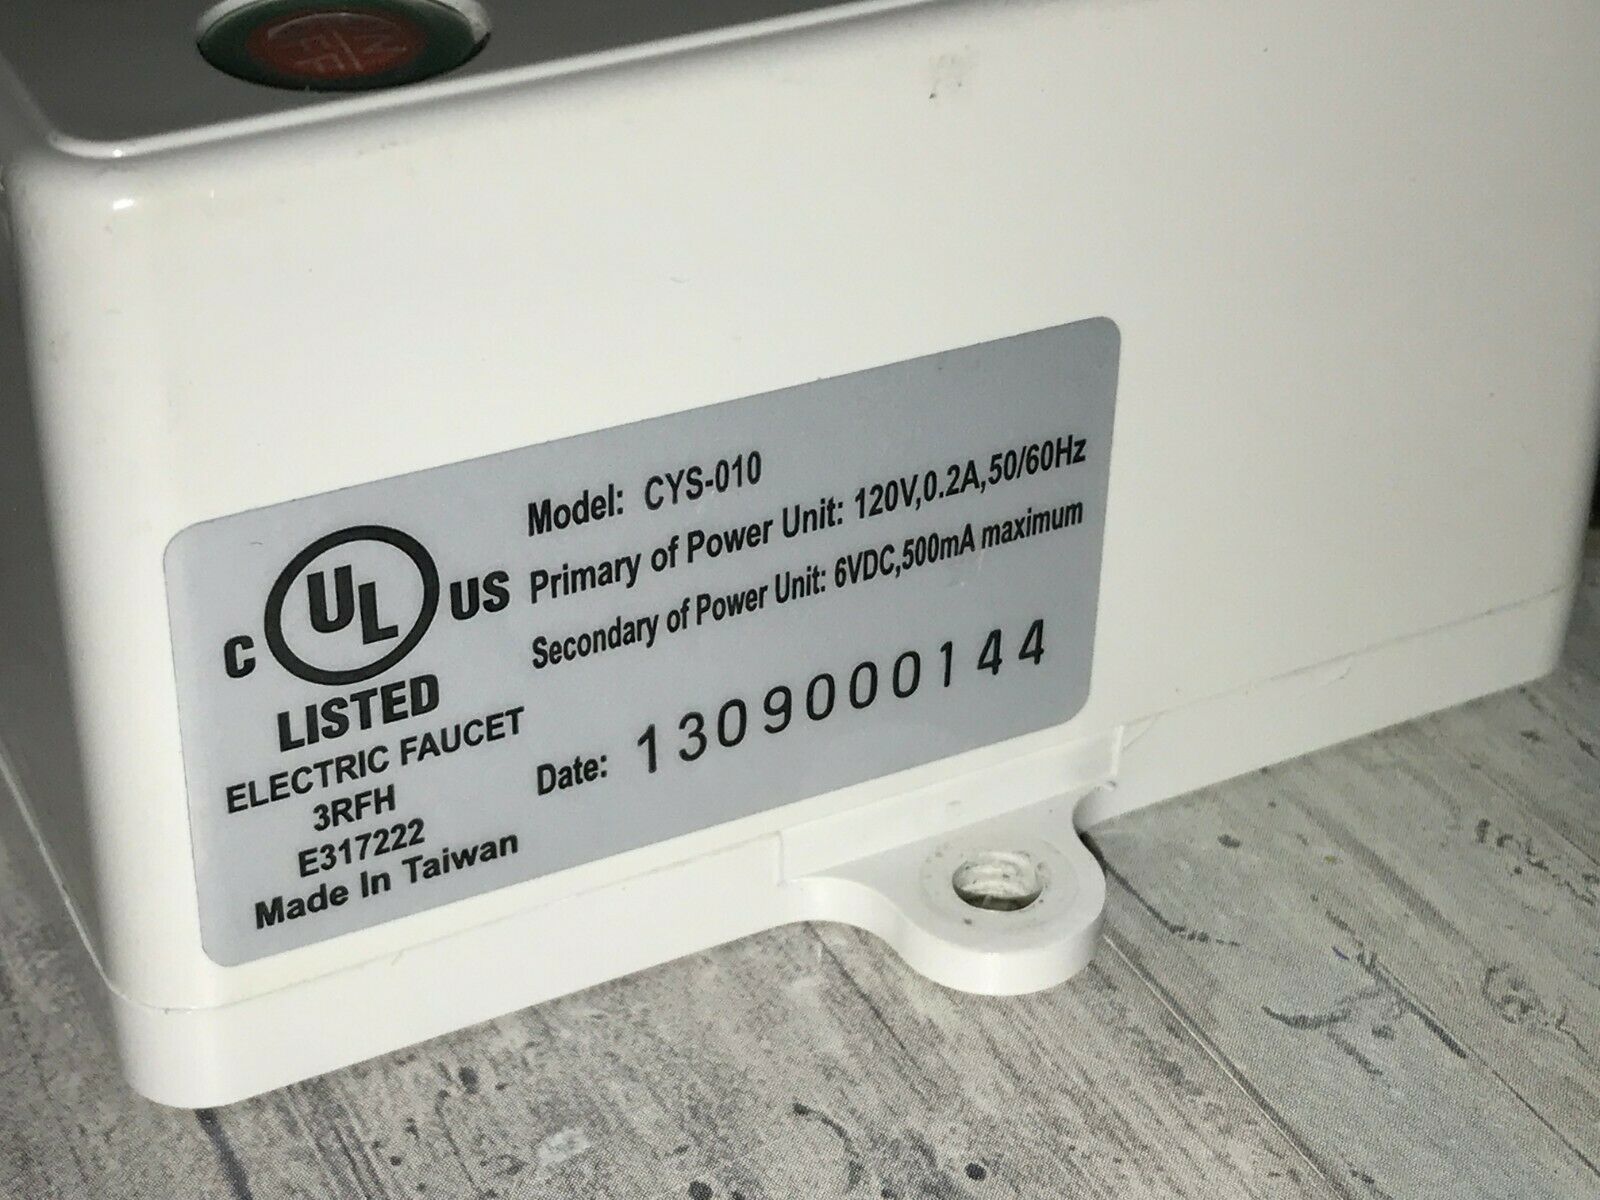 C UL US
LISTED
ELECTRIC FAUCET
3RFH
E317222
Made In Taiwan
Model: CYS-010
Primary of Power Unit: 120V,0.2A,50/60Hz
Secondary of Power Unit: 6VDC,500mA maximum
Date: 1309000144